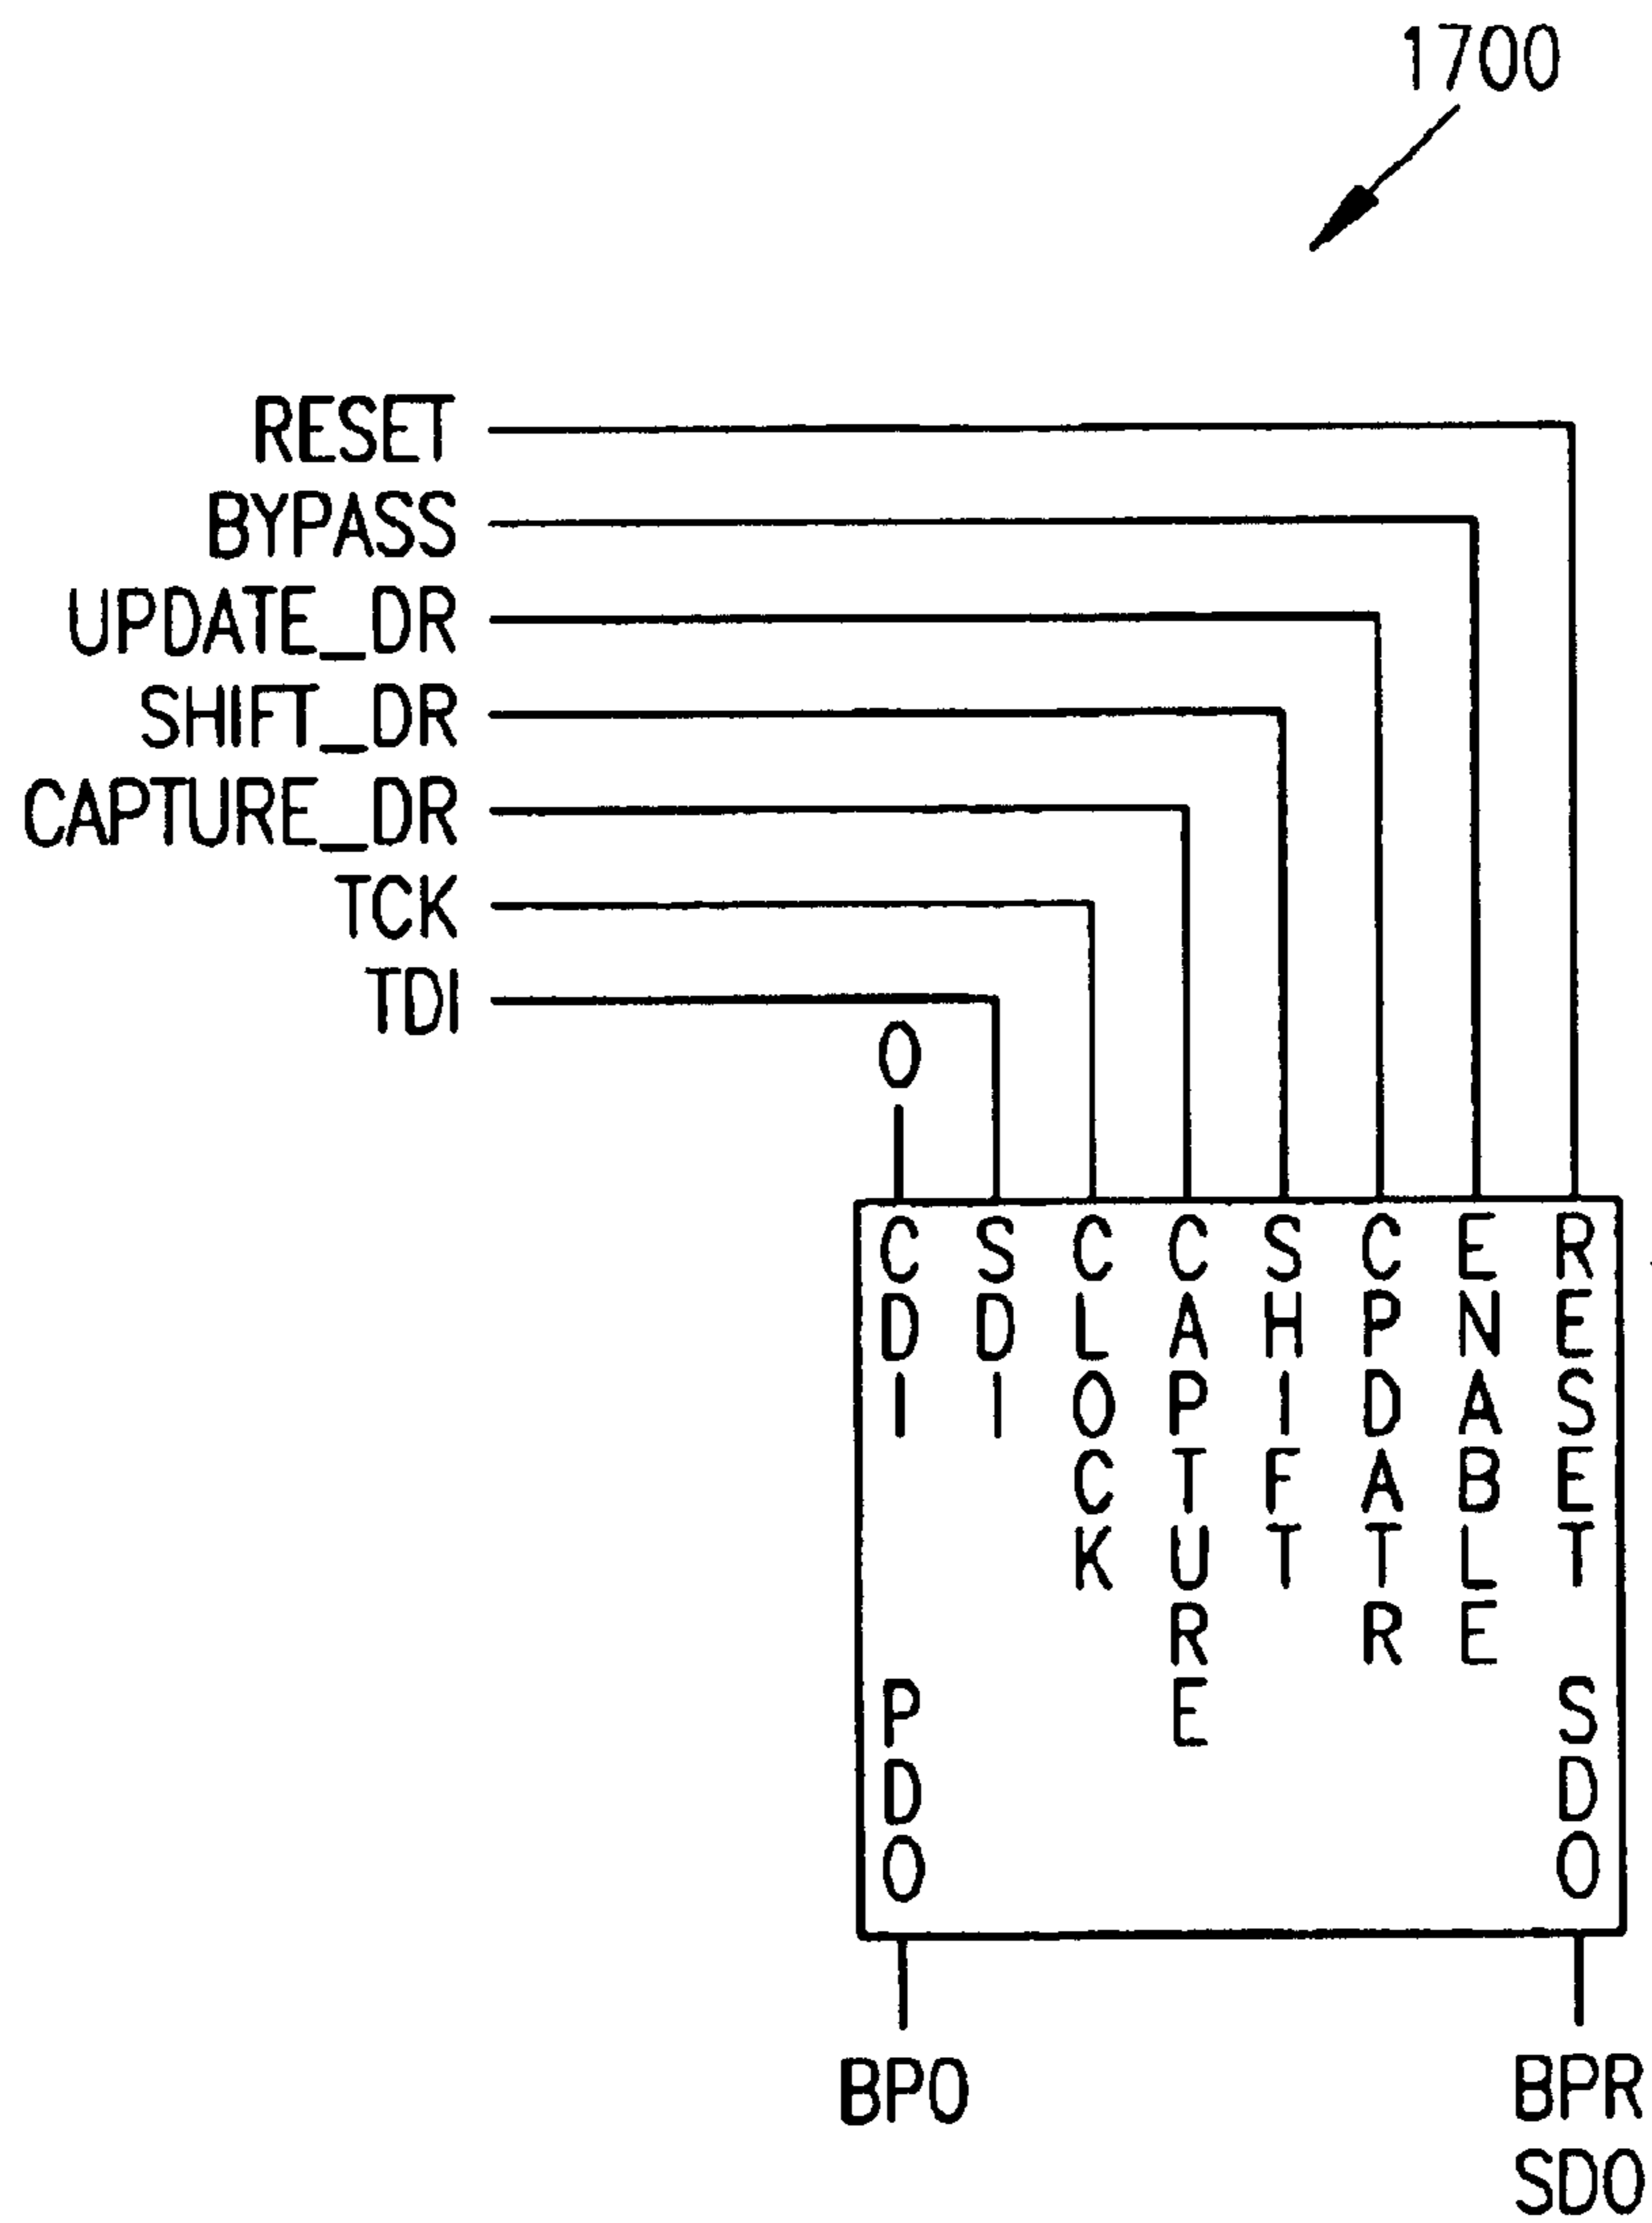 1700
RESET
BYPASS
UPDATE_DR
SHIFT_DR
CAPTURE_DR
TCK
TDI
0
CDI
SDI
CLOCK
CAPTURE
SHIFT
CPDATR
ENABLE
RESET
PDO
SDO
BPO
BPR
SDO